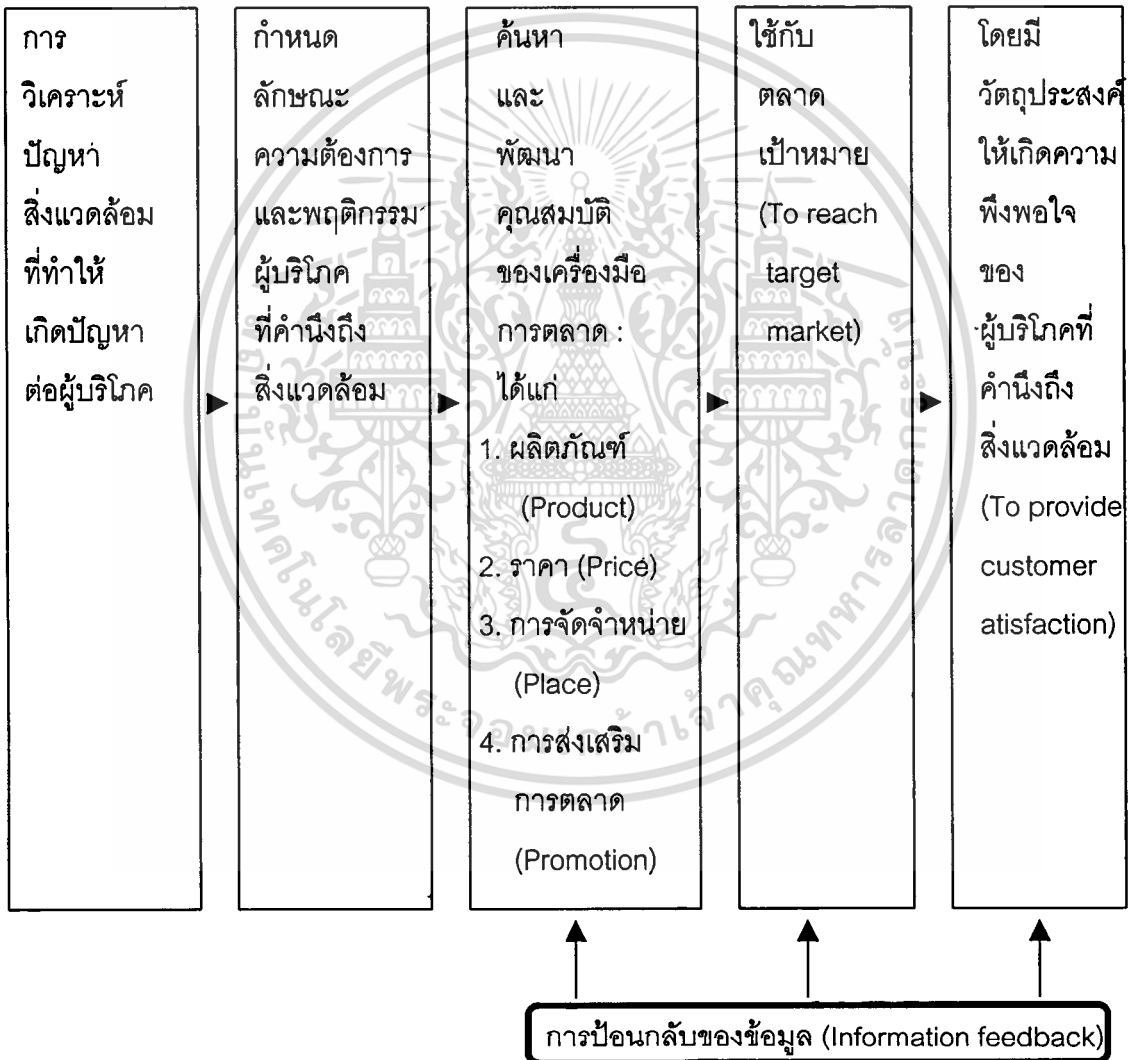 การ
วิเคราะห์
ปัญหา
สิ่งแวดล้อม
ที่ทำให้
เกิดปัญหา
ต่อผู้บริโภค
กำหนด
ลักษณะ
ความต้องการ
และพฤติกรรม
ผู้บริโภค
ที่คำนึงถึง
สิ่งแวดล้อม
ค้นหา
และ
พัฒนา
คุณสมบัติ
ของเครื่องมือ
การตลาด :
ได้แก่
1. ผลิตภัณฑ์
(Product)
2. ราคา (Price)
3. การจัดจำหน่าย
(Place)
4. การส่งเสริม
การตลาด
(Promotion)
ใช้กับ
ตลาด
เป้าหมาย
(To reach
target
market)
โดยมี
วัตถุประสงค์
ให้เกิดความ
พึงพอใจ
ของ
ผู้บริโภคที่
คำนึงถึง
สิ่งแวดล้อม
(To provide
customer
atisfaction)
การป้อนกลับของข้อมูล (Information feedback)